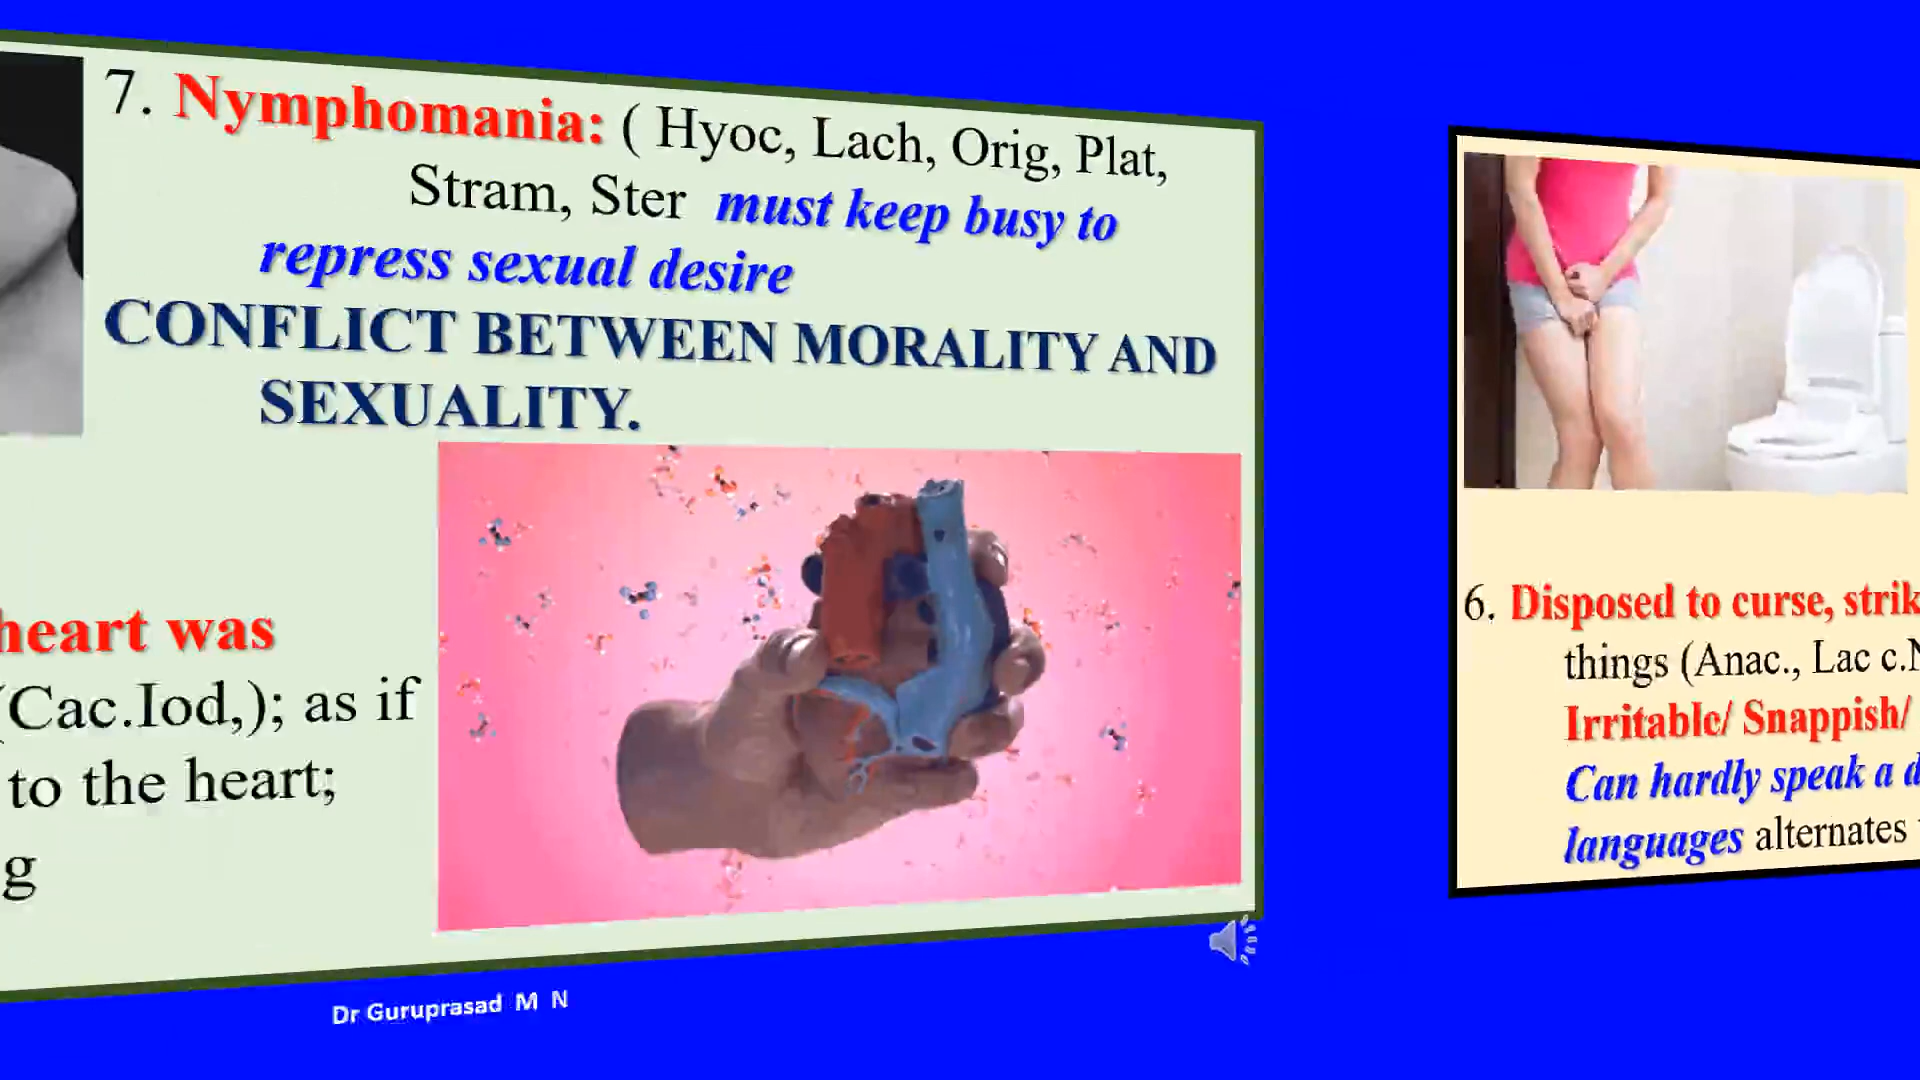 7. Nymphomania: ( Hyoc, Lach, Orig, Plat,
Stram, Ster must keep busy to
repress sexual desire
CONFLICT BETWEEN MORALITY AND
SEXUALITY.
heart was
(Cac.Iod,); as if
to the heart;
g
Dr Guruprasad M N
6. Disposed to curse, strik
things (Anac., Lac c.N
Irritable/ Snappish/
Can hardly speak a d
languages alternates